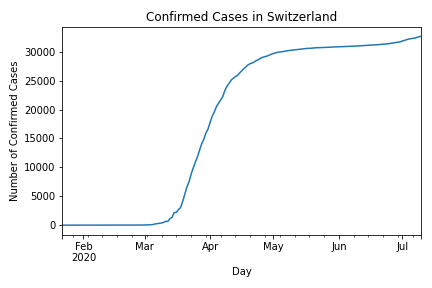 Confirmed Cases in Switzerland
Number of Confirmed Cases
30000
25000
20000
15000
10000
5000
0
Feb Mar Apr May Jun Jul
2020
Day